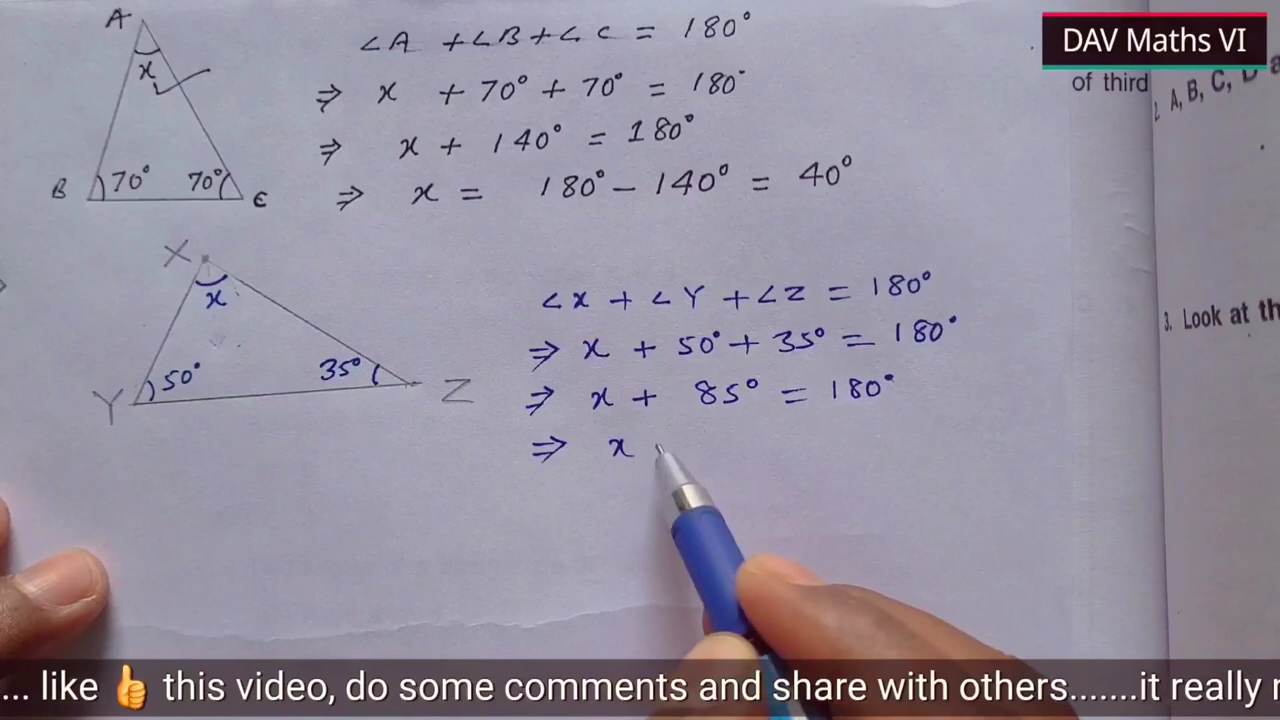 DAV Maths VI
A
x
B 70° 70° C
∠A + ∠B + ∠C = 180°
⇒ x + 70° + 70° = 180°
⇒ x + 140° = 180°
⇒ x = 180° - 140° = 40°
of third
2. A, B, C, D a
3. Look at th
X
x
Y 50° 35° Z
∠X + ∠Y + ∠Z = 180°
⇒ x + 50° + 35° = 180°
⇒ x + 85° = 180°
⇒ x
... like 👍 this video, do some comments and share with others.......it really